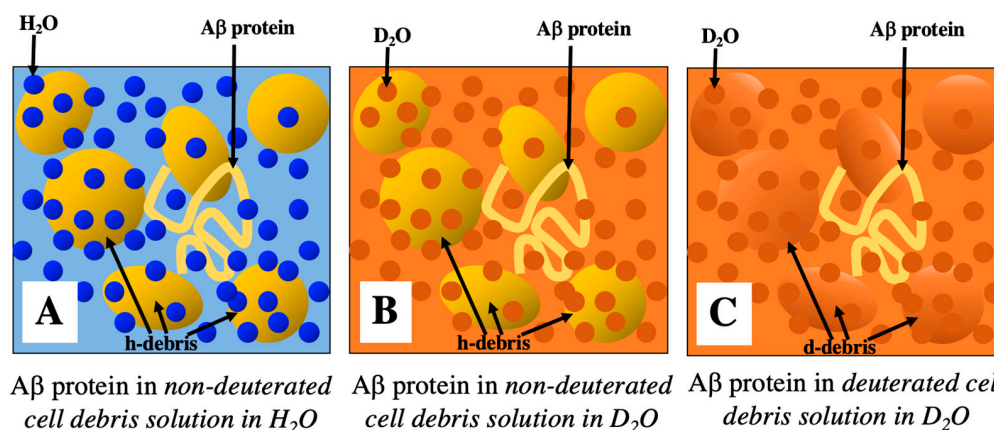 H₂O
Aβ protein
D₂O
Aβ protein
D₂O
Aβ protein
A
h-debris
B
h-debris
C
d-debris
Aβ protein in non-deuterated
cell debris solution in H₂O
Aβ protein in non-deuterated
cell debris solution in D₂O
Aβ protein in deuterated cel
debris solution in D₂O